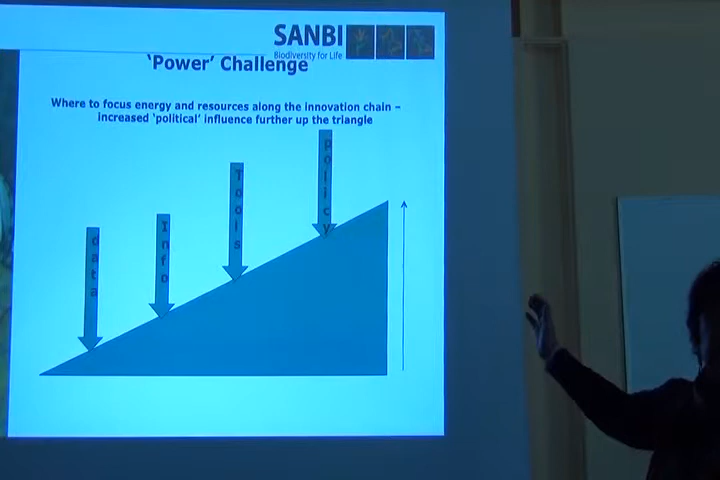 SANBI
Biodiversity for Life
‘Power’ Challenge
Where to focus energy and resources along the innovation chain –
increased ‘political’ influence further up the triangle
data
Info
Tools
policy